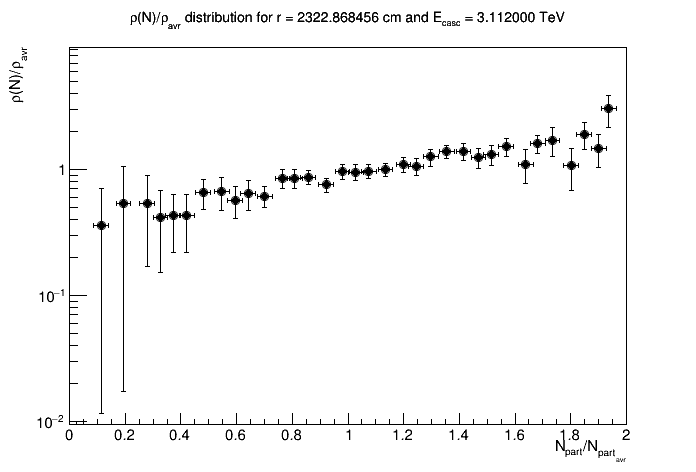 ρ(N)/ρavr distribution for r = 2322.868456 cm and Ecasc = 3.112000 TeV
ρ(N)/ρavr
1
10−1
10−2
0 0.2 0.4 0.6 0.8 1 1.2 1.4 1.6 1.8 2
Npart/Npartavr